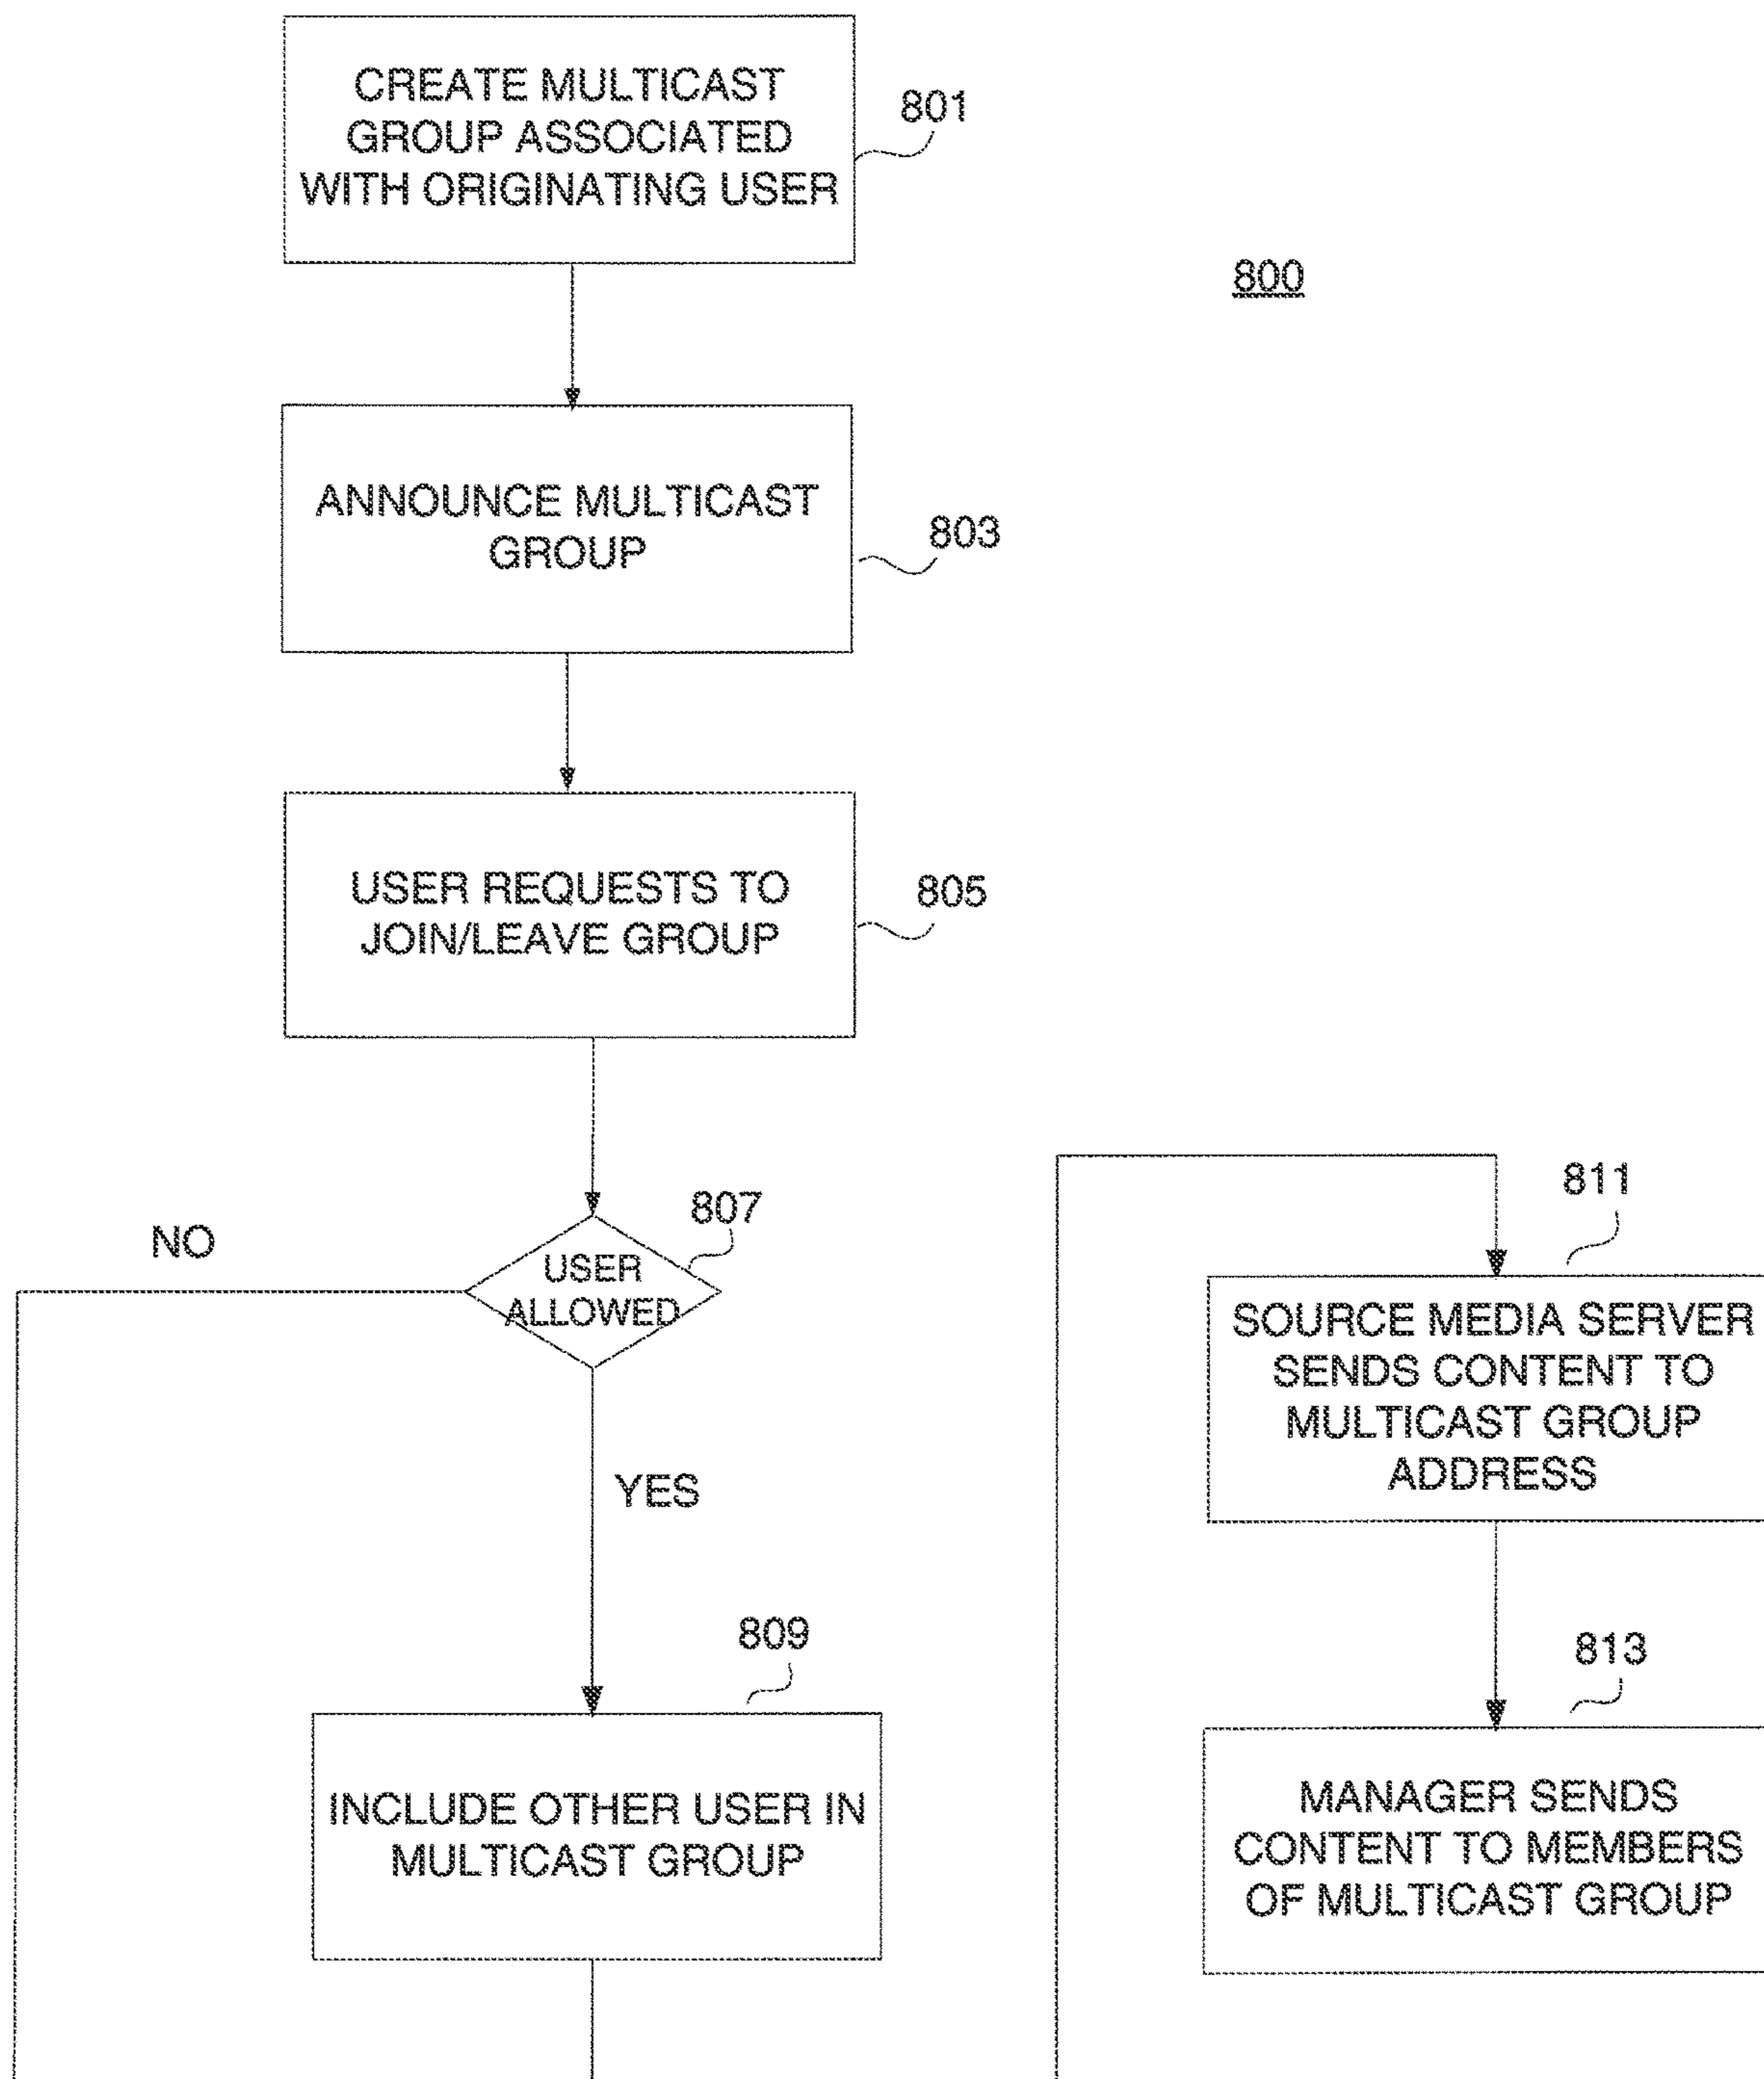 CREATE MULTICAST
GROUP ASSOCIATED
WITH ORIGINATING USER
801
800
ANNOUNCE MULTICAST
GROUP
803
USER REQUESTS TO
JOIN/LEAVE GROUP
805
807
NO
USER
ALLOWED
YES
809
INCLUDE OTHER USER IN
MULTICAST GROUP
811
SOURCE MEDIA SERVER
SENDS CONTENT TO
MULTICAST GROUP
ADDRESS
813
MANAGER SENDS
CONTENT TO MEMBERS
OF MULTICAST GROUP